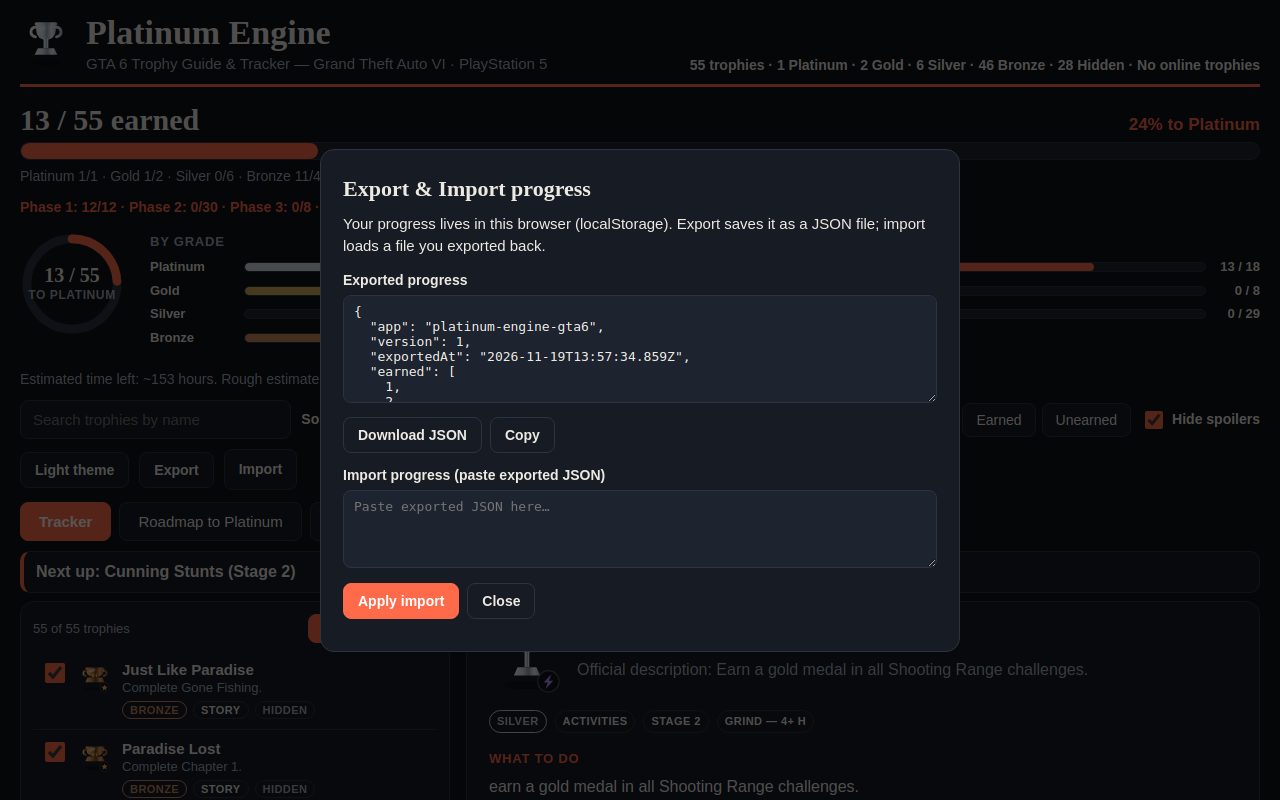 Platinum Engine
GTA 6 Trophy Guide & Tracker — Grand Theft Auto VI · PlayStation 5
55 trophies · 1 Platinum · 2 Gold · 6 Silver · 46 Bronze · 28 Hidden · No online trophies
13 / 55 earned
24% to Platinum
Platinum 1/1 · Gold 1/2 · Silver 0/6 · Bronze 11/4
Phase 1: 12/12 · Phase 2: 0/30 · Phase 3: 0/8 ·
13 / 55
TO PLATINUM
BY GRADE
Platinum
Gold
Silver
Bronze
13 / 18
0 / 8
0 / 29
Estimated time left: ~153 hours. Rough estimate
Search trophies by name
So
Earned
Unearned
Hide spoilers
Light theme
Export
Import
Tracker
Roadmap to Platinum
Next up: Cunning Stunts (Stage 2)
55 of 55 trophies
Just Like Paradise
Complete Gone Fishing.
BRONZE
STORY
HIDDEN
Paradise Lost
Complete Chapter 1.
BRONZE
STORY
HIDDEN
Export & Import progress
Your progress lives in this browser (localStorage). Export saves it as a JSON file; import
loads a file you exported back.
Exported progress
{
"app": "platinum-engine-gta6",
"version": 1,
"exportedAt": "2026-11-19T13:57:34.859Z",
"earned": [
1,
2
Download JSON
Copy
Import progress (paste exported JSON)
Paste exported JSON here…
Apply import
Close
Official description: Earn a gold medal in all Shooting Range challenges.
SILVER
ACTIVITIES
STAGE 2
GRIND — 4+ H
WHAT TO DO
earn a gold medal in all Shooting Range challenges.